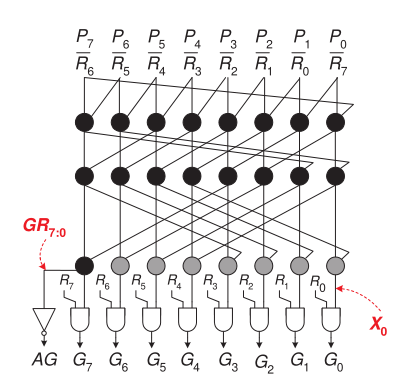 P7 P6 P5 P4 P3 P2 P1 P0
R6 R5 R4 R3 R2 R1 R0 R7
GR7:0
R7 R6 R5 R4 R3 R2 R1 R0
X0
AG G7 G6 G5 G4 G3 G2 G1 G0